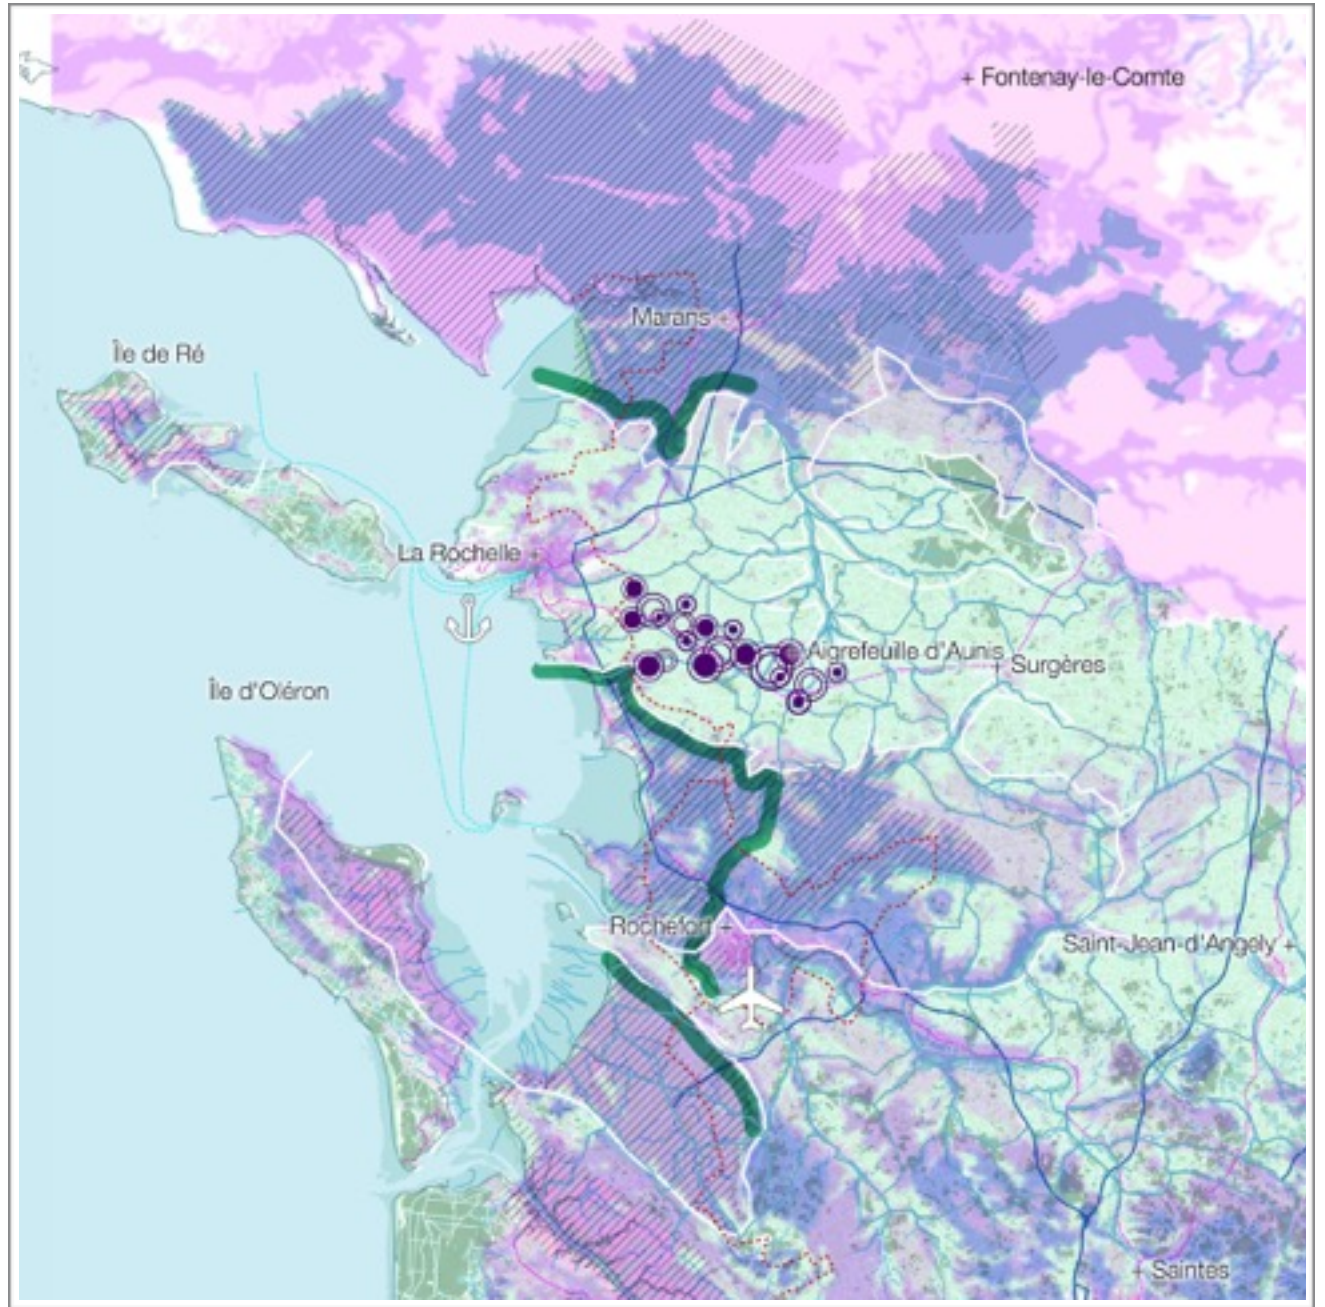 + Fontenay-le-Comte
Marans +
Île de Ré
La Rochelle +
+ Aigrefeuille d'Aunis
+ Surgères
Île d'Oléron
Rochefort +
Saint-Jean-d'Angely +
+ Saintes